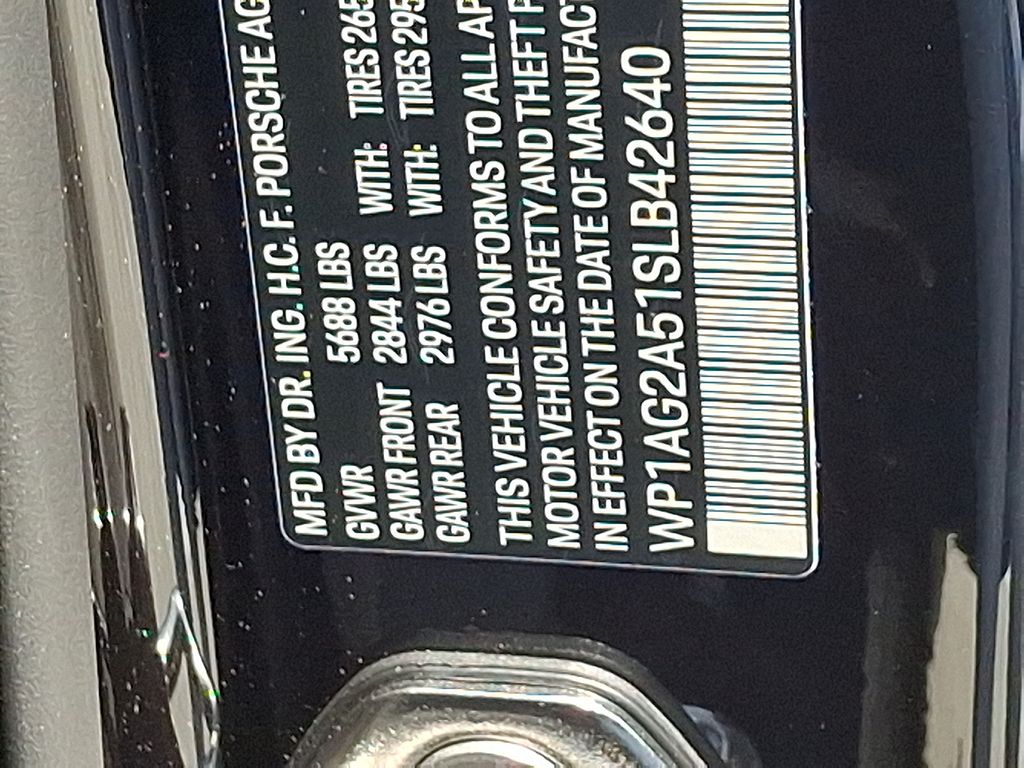 MFD BY DR. ING. H.C. F. PORSCHE AG
GVWR 5688 LBS WITH: TIRES 265
GAWR FRONT 2844 LBS WITH: TIRES 295
GAWR REAR 2976 LBS
THIS VEHICLE CONFORMS TO ALL AP
MOTOR VEHICLE SAFETY AND THEFT P
IN EFFECT ON THE DATE OF MANUFACT
WP1AG2A51SLB42640